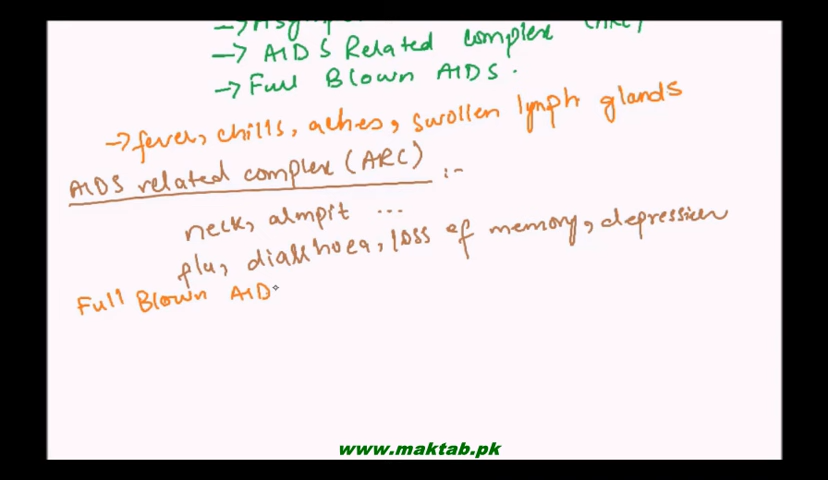 → AIDS Related complex (ARC)
→ Full Blown AIDS.
→ fever, chills, aches, swollen lymph glands
AIDS related complex (ARC) :-
neck, armpit ...
flu, diarrhoea, loss of memory, depression
Full Blown AID
www.maktab.pk